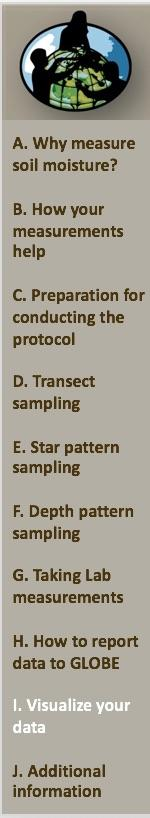 A. Why measure
soil moisture?
B. How your
measurements
help
C. Preparation for
conducting the
protocol
D. Transect
sampling
E. Star pattern
sampling
F. Depth pattern
sampling
G. Taking Lab
measurements
H. How to report
data to GLOBE
I. Visualize your
data
J. Additional
information